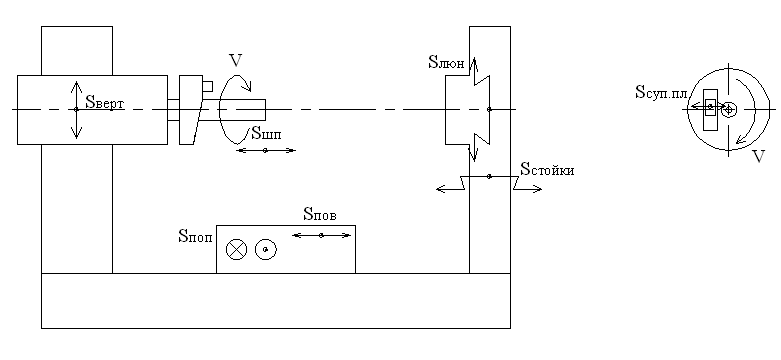 V
Sлюн
Sверт
Sсуп.пл
Sшп
V
Sстойки
Sпов
Sпоп